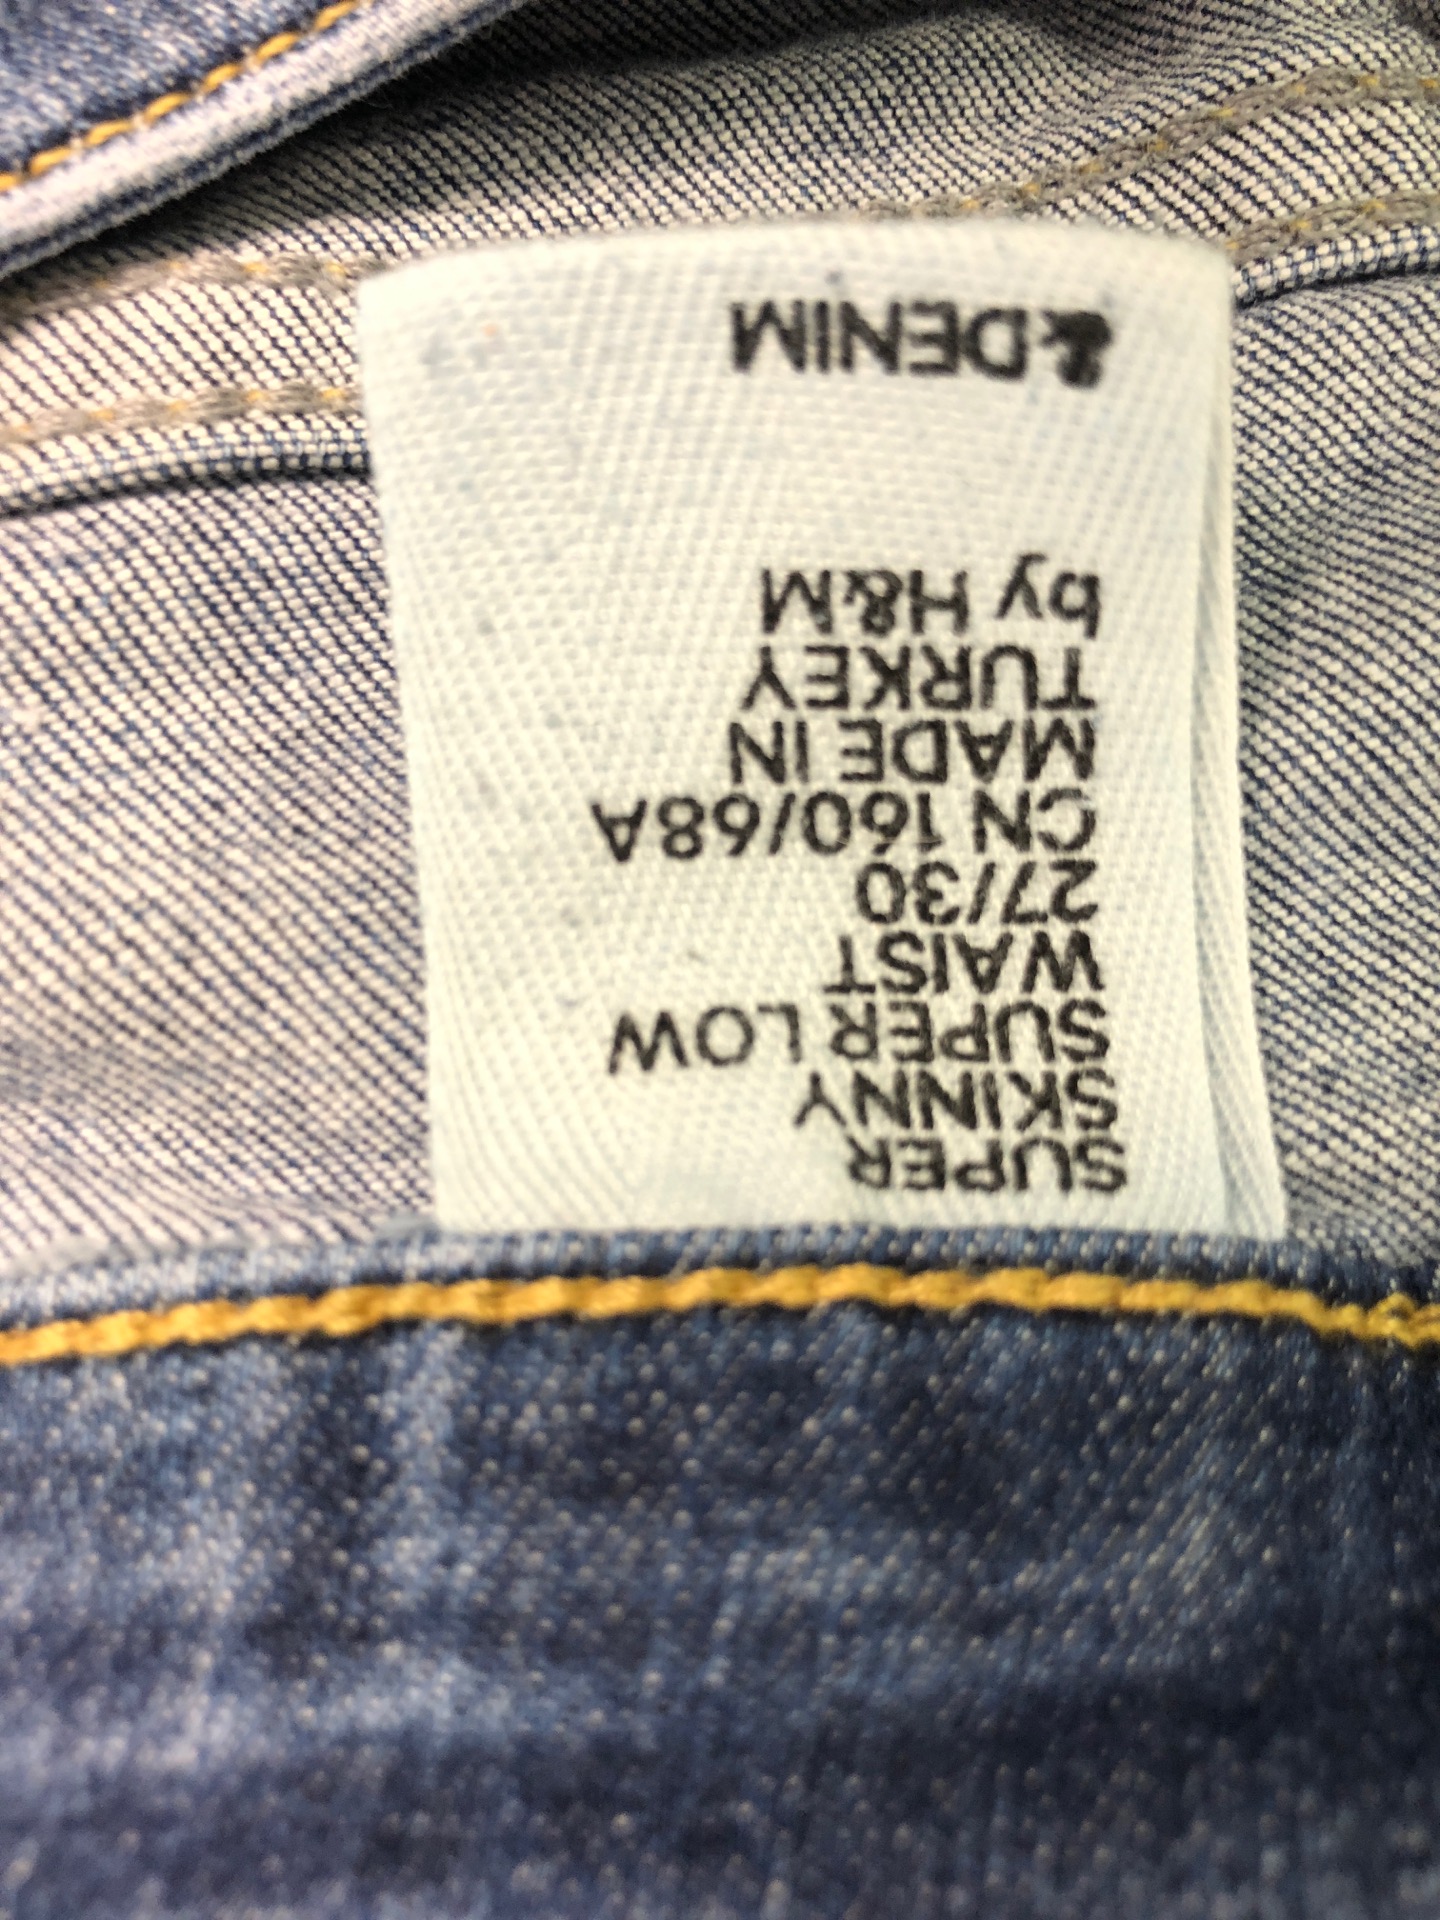 SUPER
SKINNY
SUPER LOW
WAIST
27/30
CN 160/68A
MADE IN
TURKEY
by H&M
&DENIM